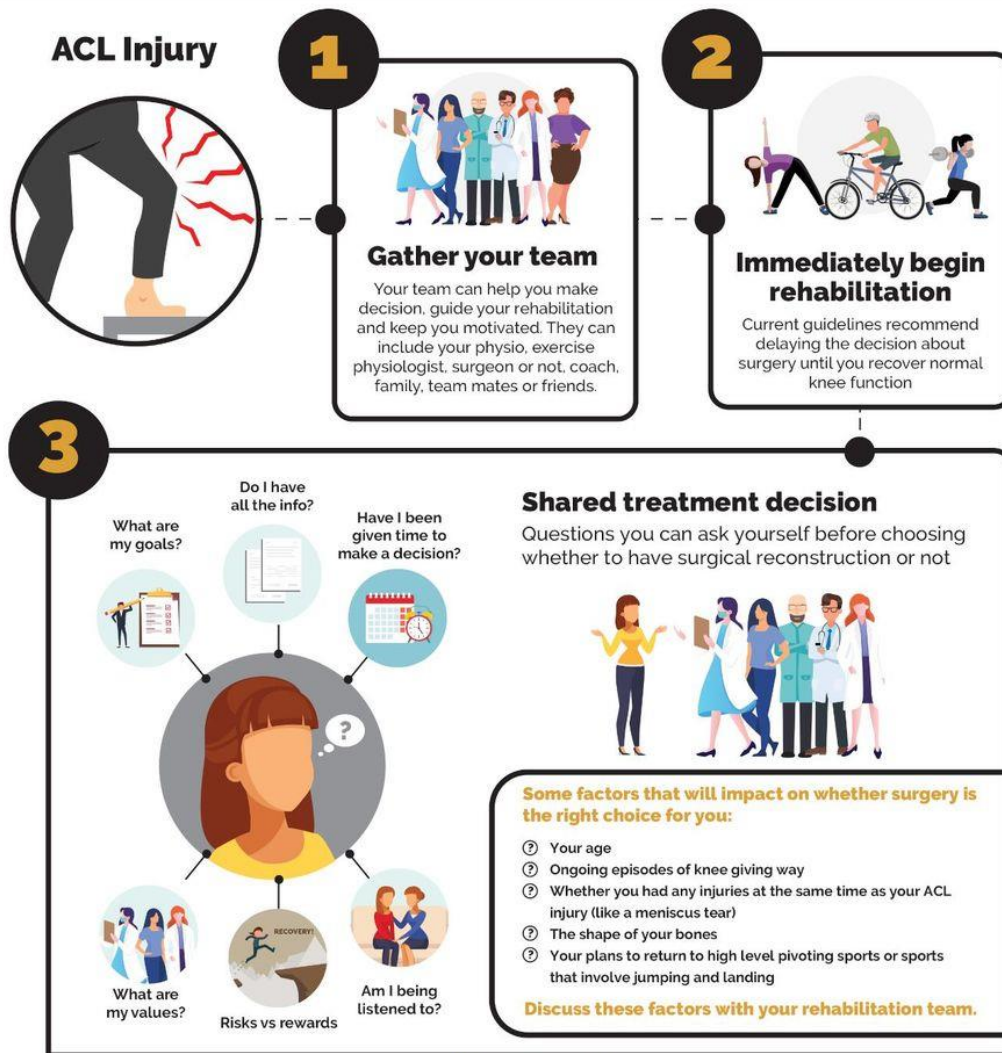 ACL Injury
1
Gather your team
Your team can help you make
decision, guide your rehabilitation
and keep you motivated. They can
include your physio, exercise
physiologist, surgeon or not, coach,
family, team mates or friends.
2
Immediately begin
rehabilitation
Current guidelines recommend
delaying the decision about
surgery until you recover normal
knee function
3
What are
my goals?
Do I have
all the info?
Have I been
given time to
make a decision?
?
What are
my values?
RECOVERY!
Risks vs rewards
Am I being
listened to?
Shared treatment decision
Questions you can ask yourself before choosing
whether to have surgical reconstruction or not
Some factors that will impact on whether surgery is
the right choice for you:
? Your age
? Ongoing episodes of knee giving way
? Whether you had any injuries at the same time as your ACL
injury (like a meniscus tear)
? The shape of your bones
? Your plans to return to high level pivoting sports or sports
that involve jumping and landing
Discuss these factors with your rehabilitation team.